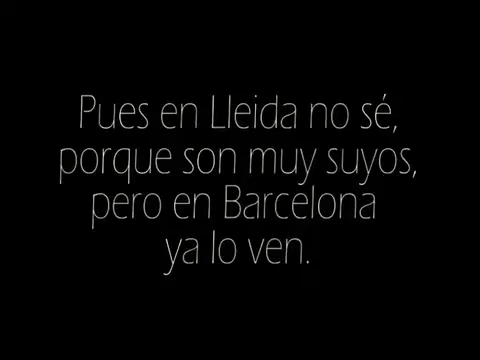 Pues en Lleida no sé,
porque son muy suyos,
pero en Barcelona
ya lo ven.